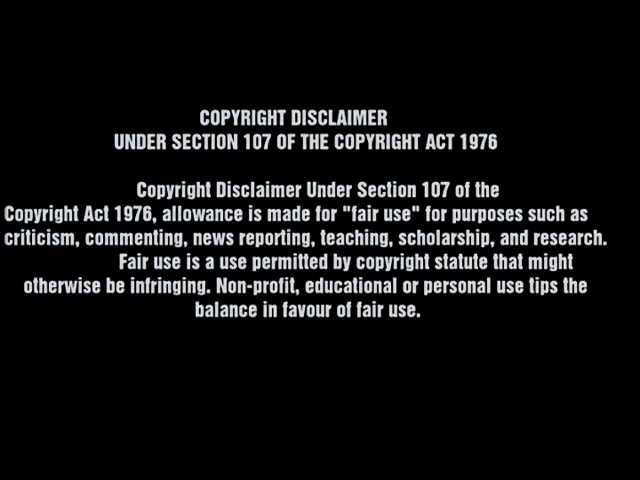 COPYRIGHT DISCLAIMER
UNDER SECTION 107 OF THE COPYRIGHT ACT 1976
Copyright Disclaimer Under Section 107 of the
Copyright Act 1976, allowance is made for "fair use" for purposes such as
criticism, commenting, news reporting, teaching, scholarship, and research.
Fair use is a use permitted by copyright statute that might
otherwise be infringing. Non-profit, educational or personal use tips the
balance in favour of fair use.